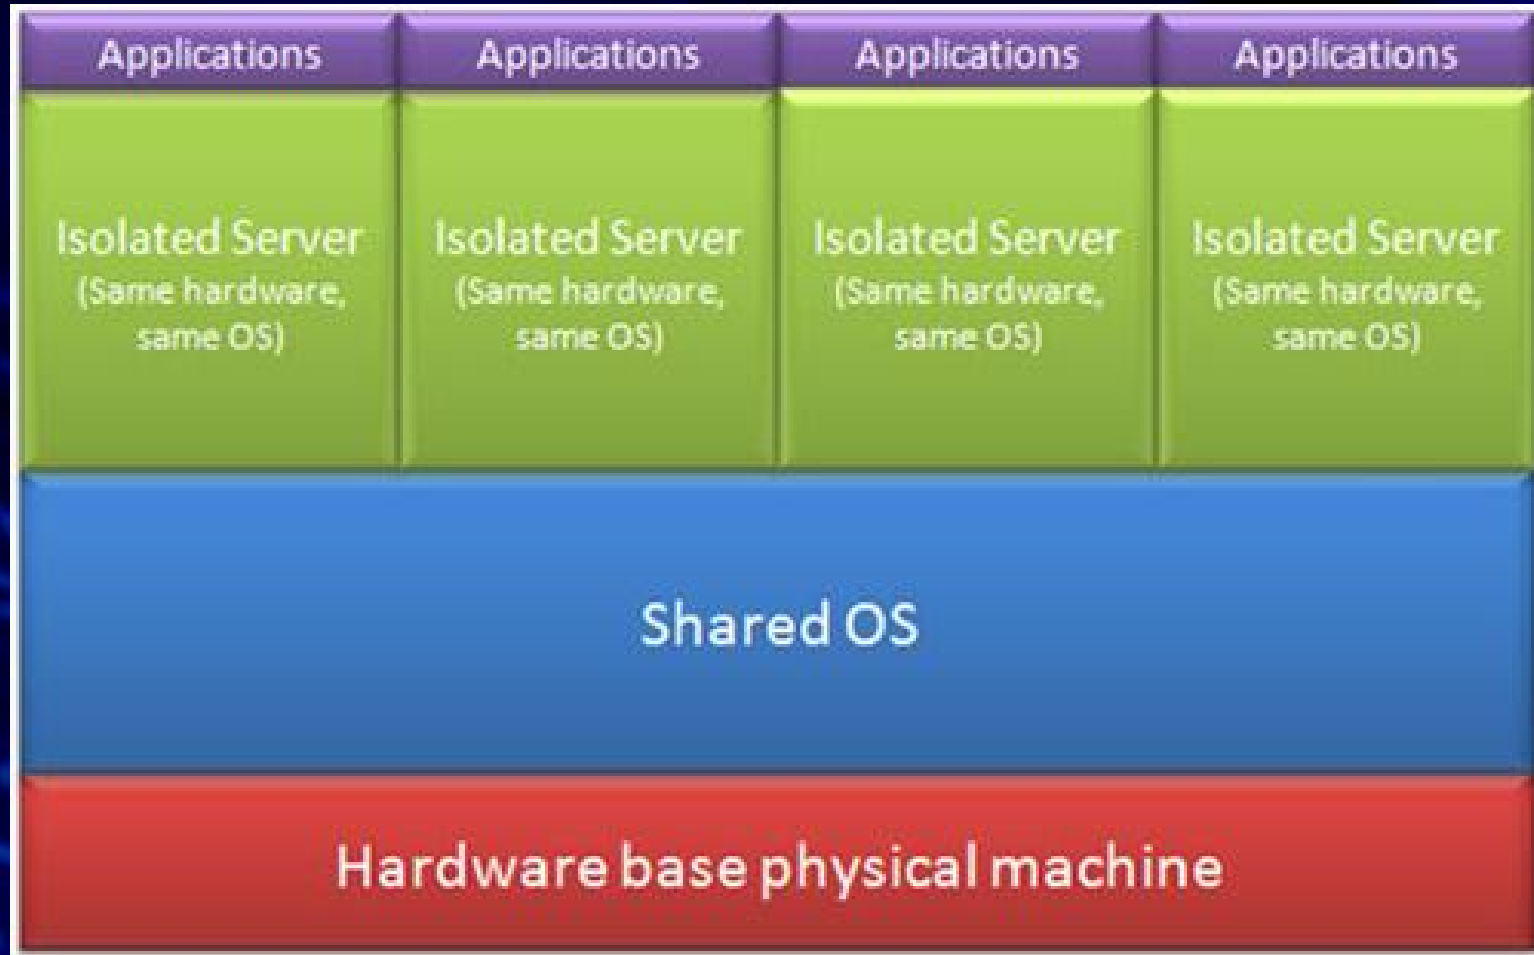 Applications
Applications
Applications
Applications
Isolated Server
(Same hardware,
same OS)
Isolated Server
(Same hardware,
same OS)
Isolated Server
(Same hardware,
same OS)
Isolated Server
(Same hardware,
same OS)
Shared OS
Hardware base physical machine